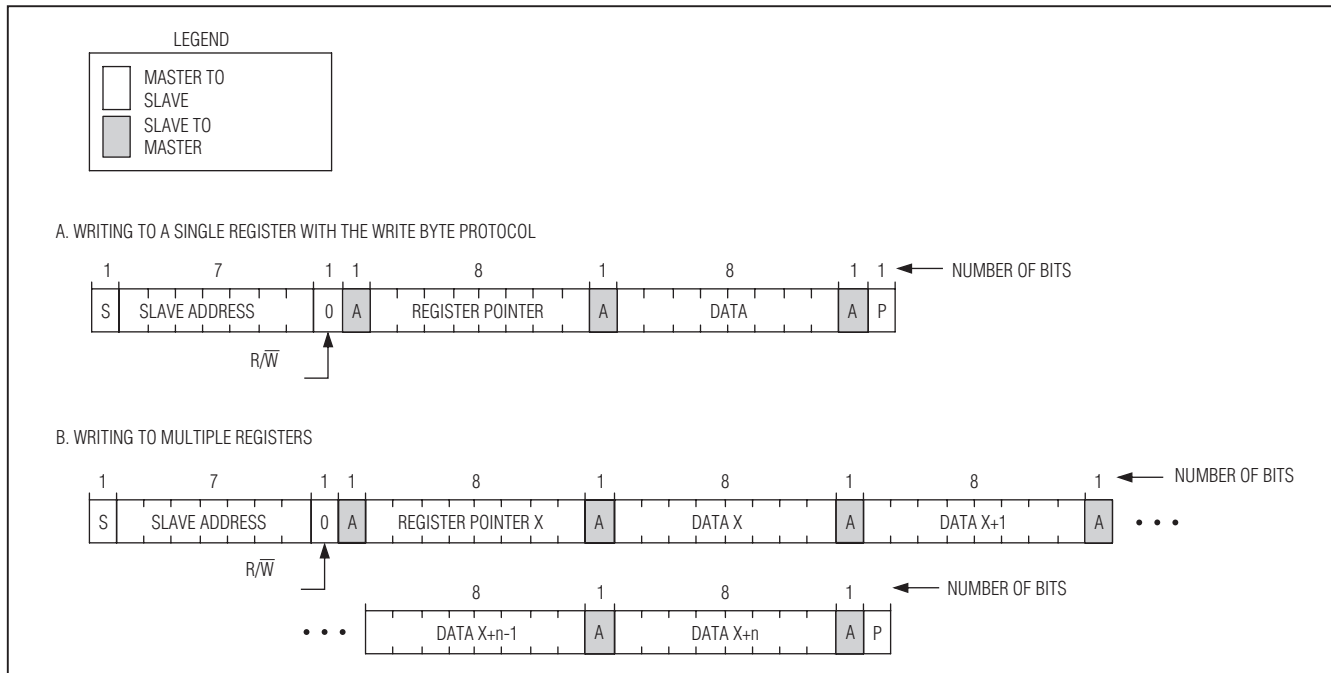 LEGEND
MASTER TO
SLAVE
SLAVE TO
MASTER
A. WRITING TO A SINGLE REGISTER WITH THE WRITE BYTE PROTOCOL
1 7 1 1 8 1 8 1 1 NUMBER OF BITS
S SLAVE ADDRESS 0 A REGISTER POINTER A DATA A P
R/W̅
B. WRITING TO MULTIPLE REGISTERS
1 7 1 1 8 1 8 1 8 1 NUMBER OF BITS
S SLAVE ADDRESS 0 A REGISTER POINTER X A DATA X A DATA X+1 A • • •
R/W̅
8 1 8 1 NUMBER OF BITS
• • • DATA X+n-1 A DATA X+n A P